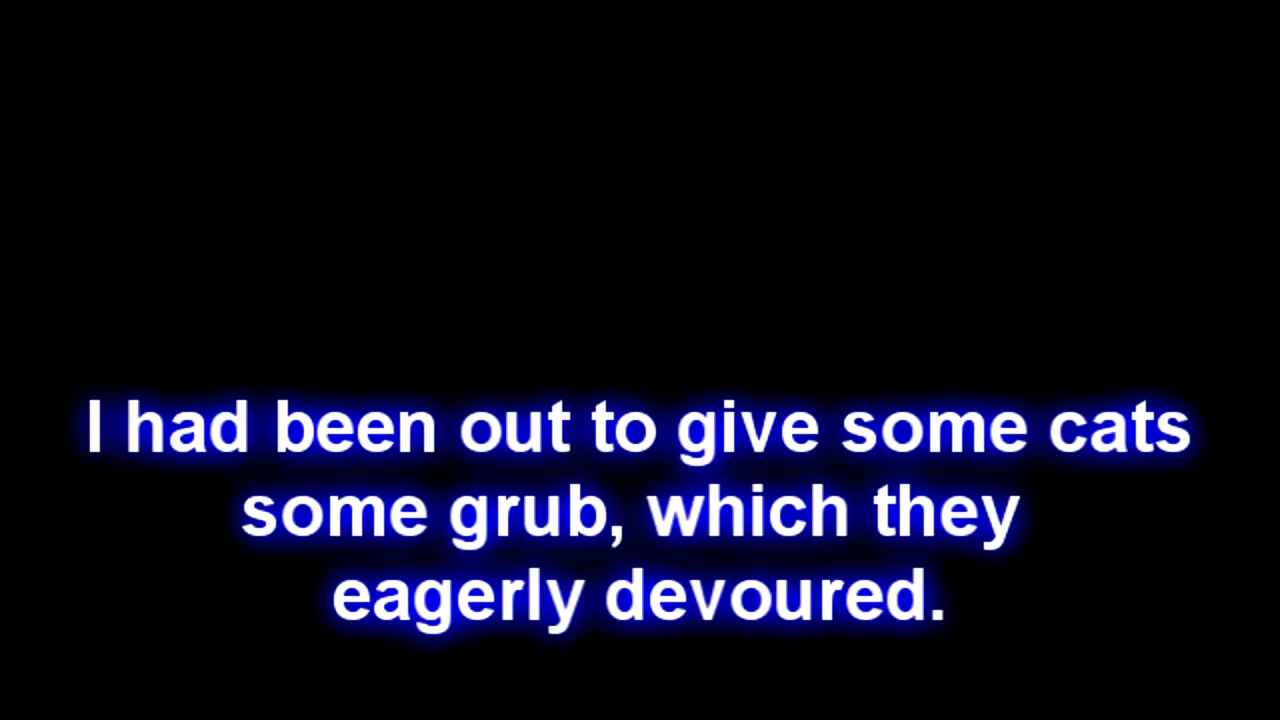 I had been out to give some cats
some grub, which they
eagerly devoured.